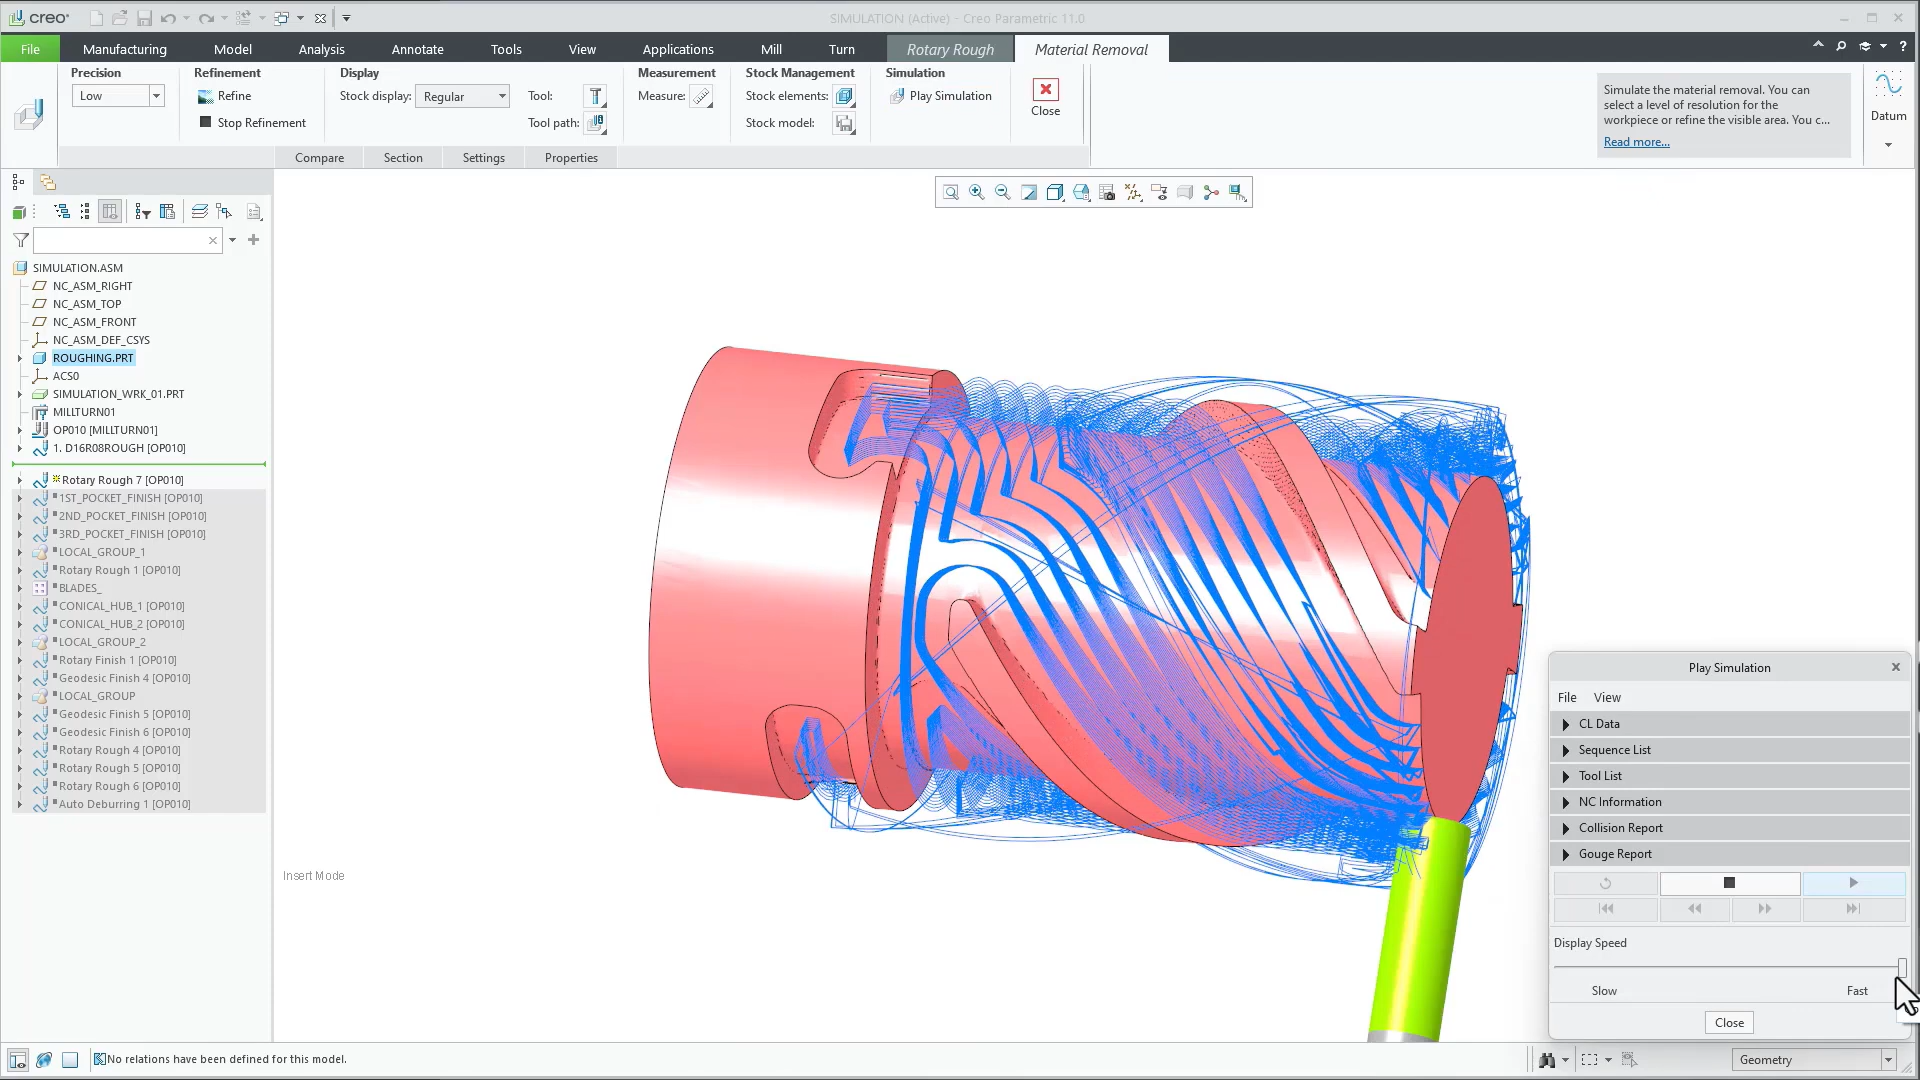 creo
SIMULATION (Active) - Creo Parametric 11.0
File Manufacturing Model Analysis Annotate Tools View Applications Mill Turn Rotary Rough Material Removal
Precision
Low
Refinement
Refine
Stop Refinement
Display
Stock display: Regular
Tool:
Tool path:
Measurement
Measure:
Stock Management
Stock elements:
Stock model:
Simulation
Play Simulation
Close
Simulate the material removal. You can
select a level of resolution for the
workpiece or refine the visible area. You c...
Read more...
Datum
Compare Section Settings Properties
SIMULATION.ASM
NC_ASM_RIGHT
NC_ASM_TOP
NC_ASM_FRONT
NC_ASM_DEF_CSYS
ROUGHING.PRT
ACS0
SIMULATION_WRK_01.PRT
MILLTURN01
OP010 [MILLTURN01]
1. D16R08ROUGH [OP010]
Rotary Rough 7 [OP010]
1ST_POCKET_FINISH [OP010]
2ND_POCKET_FINISH [OP010]
3RD_POCKET_FINISH [OP010]
LOCAL_GROUP_1
Rotary Rough 1 [OP010]
BLADES_
CONICAL_HUB_1 [OP010]
CONICAL_HUB_2 [OP010]
LOCAL_GROUP_2
Rotary Finish 1 [OP010]
Geodesic Finish 4 [OP010]
LOCAL_GROUP
Geodesic Finish 5 [OP010]
Geodesic Finish 6 [OP010]
Rotary Rough 4 [OP010]
Rotary Rough 5 [OP010]
Rotary Rough 6 [OP010]
Auto Deburring 1 [OP010]
Insert Mode
Play Simulation
File View
CL Data
Sequence List
Tool List
NC Information
Collision Report
Gouge Report
Display Speed
Slow Fast
Close
No relations have been defined for this model.
Geometry